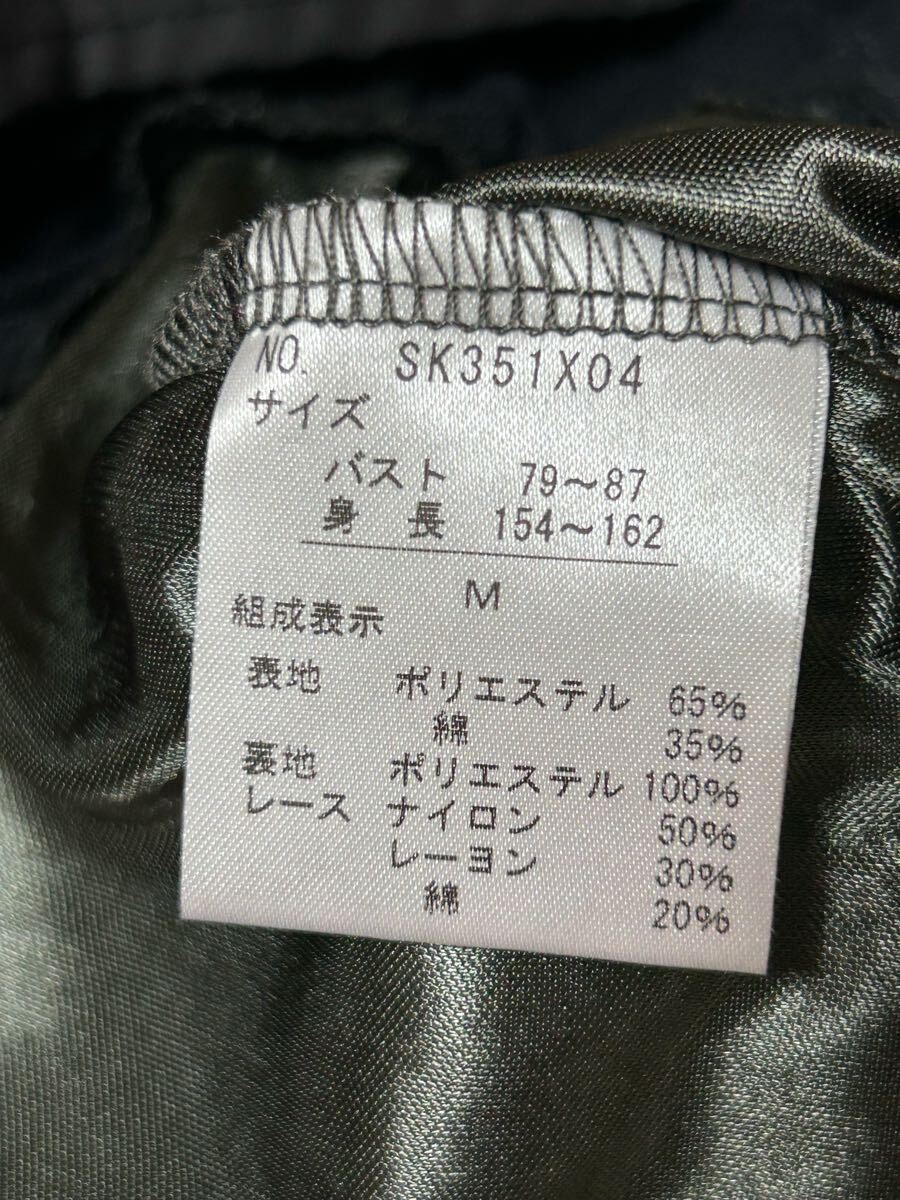 NO. SK351X04
サイズ
バスト 79〜87
身長 154〜162
M
組成表示
表地 ポリエステル 65%
綿 35%
裏地 ポリエステル 100%
レース ナイロン 50%
レーヨン 30%
綿 20%